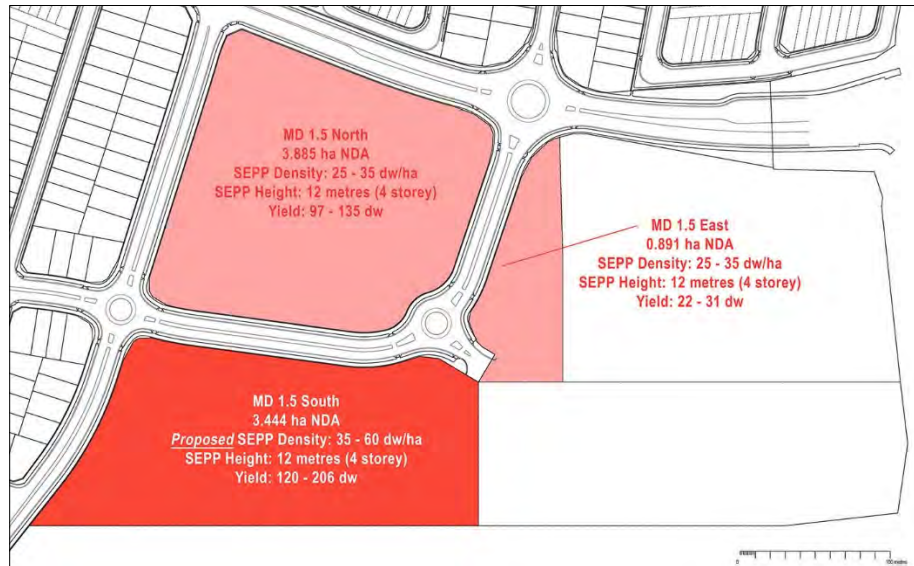 MD 1.5 North
3.885 ha NDA
SEPP Density: 25 - 35 dw/ha
SEPP Height: 12 metres (4 storey)
Yield: 97 - 135 dw
MD 1.5 East
0.891 ha NDA
SEPP Density: 25 - 35 dw/ha
SEPP Height: 12 metres (4 storey)
Yield: 22 - 31 dw
MD 1.5 South
3.444 ha NDA
Proposed SEPP Density: 35 - 60 dw/ha
SEPP Height: 12 metres (4 storey)
Yield: 120 - 206 dw
0